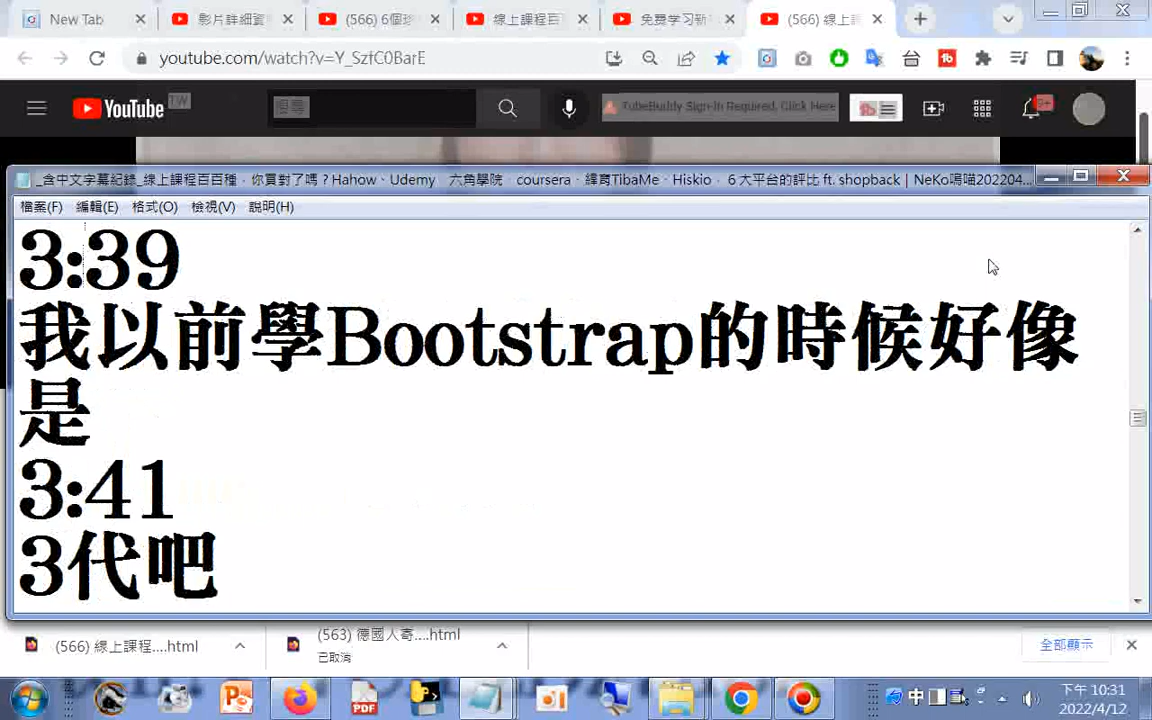 New Tab
影片詳細資
(566) 6個
線上課程百
免費学习新
(566) 線上
youtube.com/watch?v=Y_SzfC0BarE
YouTube TW
搜尋
TubeBuddy Sign-In Required, Click Here
9+
_含中文字幕紀錄_線上課程百百種，你買對了嗎？Hahow、Udemy 六角學院、coursera、緯育TibaMe、Hiskio，６大平台的評比 ft. shopback | NeKo嗚喵202204...
檔案(F) 編輯(E) 格式(O) 檢視(V) 說明(H)
3:39
我以前學Bootstrap的時候好像
是
3:41
3代吧
(566) 線上課程....html
(563) 德國人寄....html
已取消
全部顯示
中
下午 10:31
2022/4/12